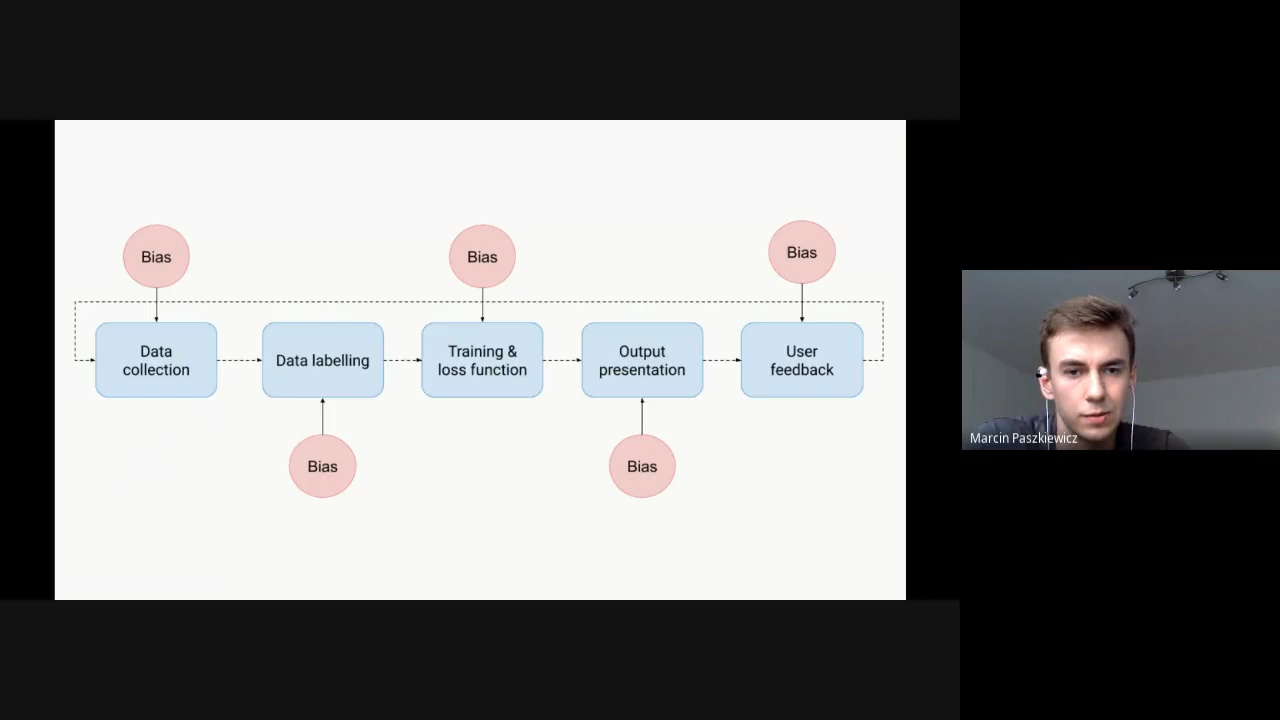 Bias
Bias
Bias
Data
collection
Data labelling
Training &
loss function
Output
presentation
User
feedback
Bias
Bias
Marcin Paszkiewicz